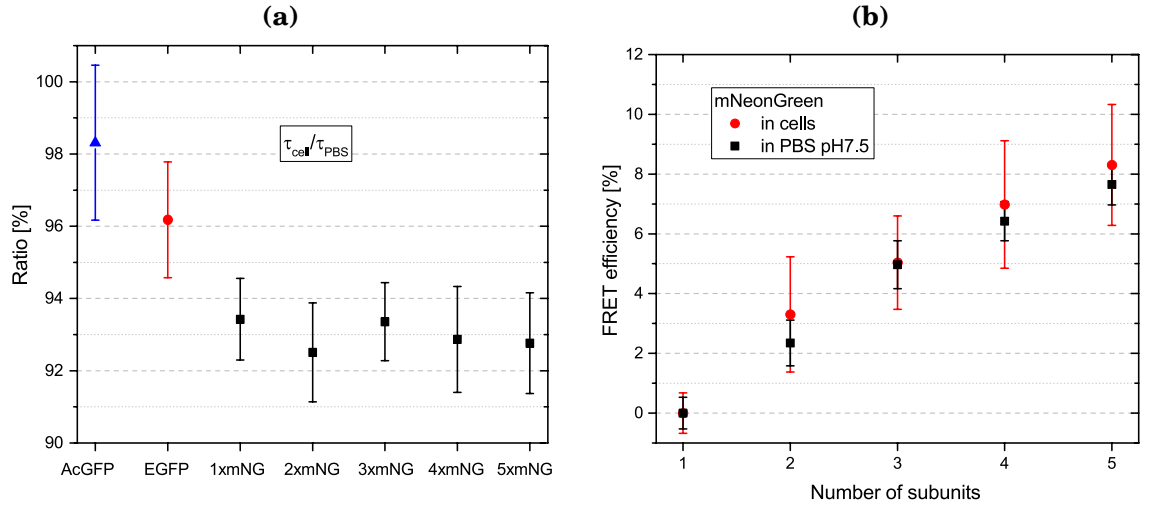 (a)
Ratio [%]
100
98
96
94
92
90
τcell/τPBS
AcGFP EGFP 1xmNG 2xmNG 3xmNG 4xmNG 5xmNG
(b)
FRET efficiency [%]
12
10
8
6
4
2
0
mNeonGreen
in cells
in PBS pH7.5
1 2 3 4 5
Number of subunits